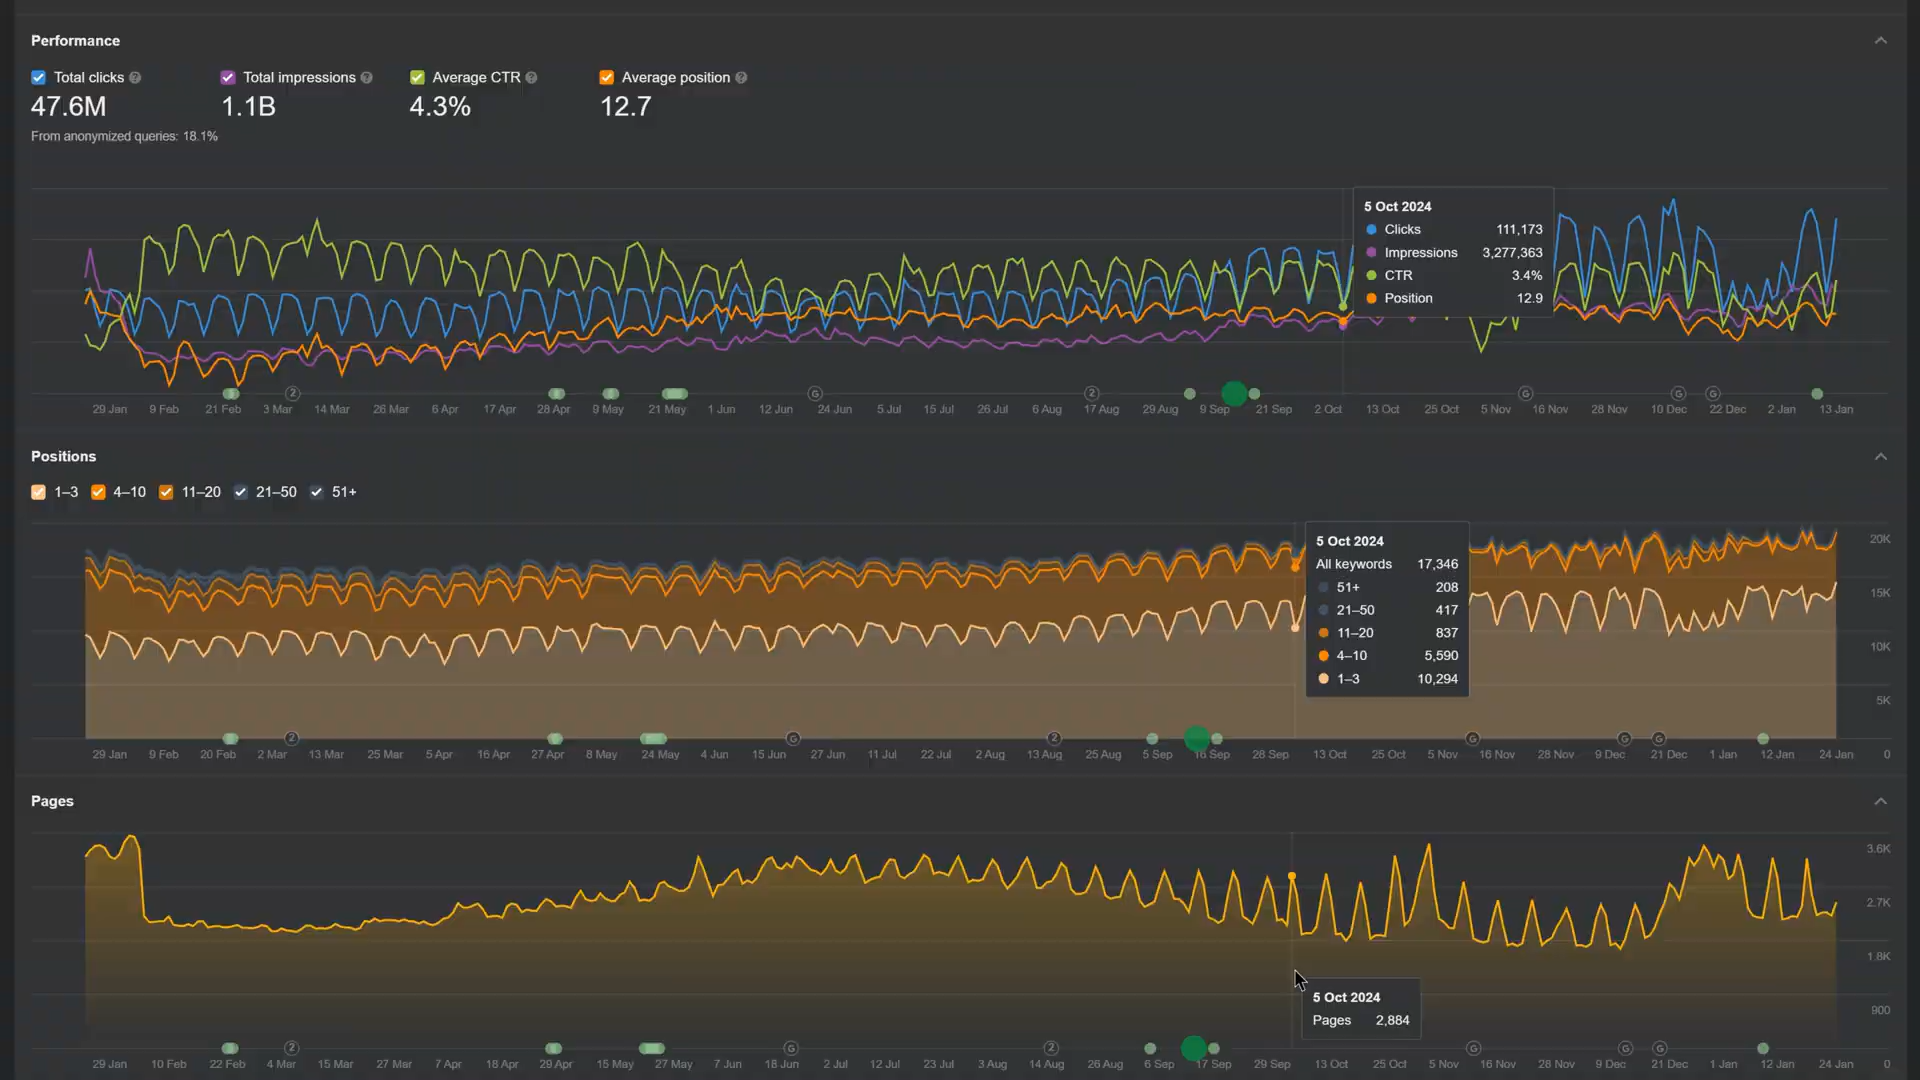 Performance
Total clicks ? Total impressions ? Average CTR ? Average position ?
47.6M 1.1B 4.3% 12.7
From anonymized queries: 18.1%
5 Oct 2024
Clicks 111,173
Impressions 3,277,363
CTR 3.4%
Position 12.9
2 G 2 G G G
29 Jan 9 Feb 21 Feb 3 Mar 14 Mar 26 Mar 6 Apr 17 Apr 28 Apr 9 May 21 May 1 Jun 12 Jun 24 Jun 5 Jul 15 Jul 26 Jul 6 Aug 17 Aug 29 Aug 9 Sep 21 Sep 2 Oct 13 Oct 25 Oct 5 Nov 16 Nov 28 Nov 10 Dec 22 Dec 2 Jan 13 Jan
Positions
1–3 4–10 11–20 21–50 51+
20K
15K
10K
5K
0
5 Oct 2024
All keywords 17,346
51+ 208
21–50 417
11–20 837
4–10 5,590
1–3 10,294
2 G 2 G G G
29 Jan 9 Feb 20 Feb 2 Mar 13 Mar 25 Mar 5 Apr 16 Apr 27 Apr 8 May 24 May 4 Jun 15 Jun 27 Jun 11 Jul 22 Jul 2 Aug 13 Aug 25 Aug 5 Sep 16 Sep 28 Sep 13 Oct 25 Oct 5 Nov 16 Nov 28 Nov 9 Dec 21 Dec 1 Jan 12 Jan 24 Jan
Pages
3.6K
2.7K
1.8K
900
0
5 Oct 2024
Pages 2,884
2 G 2 G G G
29 Jan 10 Feb 22 Feb 4 Mar 15 Mar 27 Mar 7 Apr 18 Apr 29 Apr 15 May 27 May 7 Jun 18 Jun 2 Jul 12 Jul 23 Jul 3 Aug 14 Aug 26 Aug 6 Sep 17 Sep 29 Sep 13 Oct 25 Oct 5 Nov 16 Nov 28 Nov 9 Dec 21 Dec 1 Jan 12 Jan 24 Jan